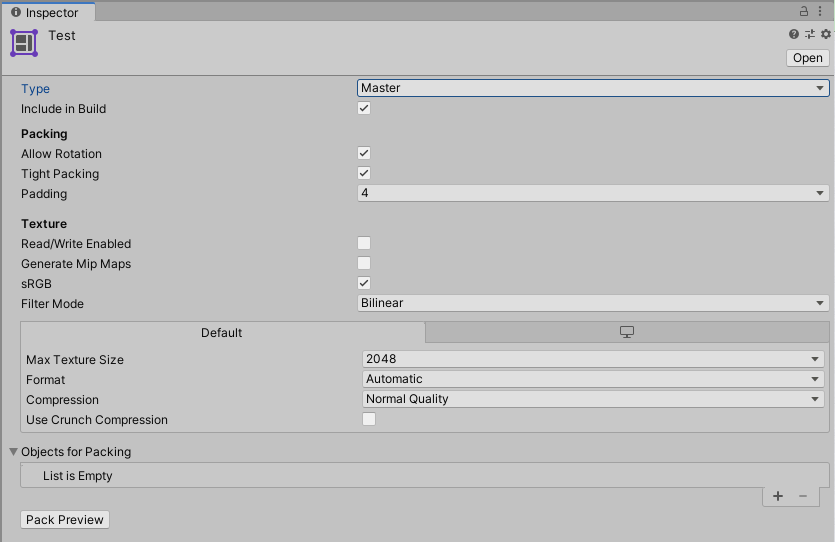 Inspector
Test
Open
Type Master
Include in Build
Packing
Allow Rotation
Tight Packing
Padding 4
Texture
Read/Write Enabled
Generate Mip Maps
sRGB
Filter Mode Bilinear
Default
Max Texture Size 2048
Format Automatic
Compression Normal Quality
Use Crunch Compression
Objects for Packing
List is Empty
Pack Preview